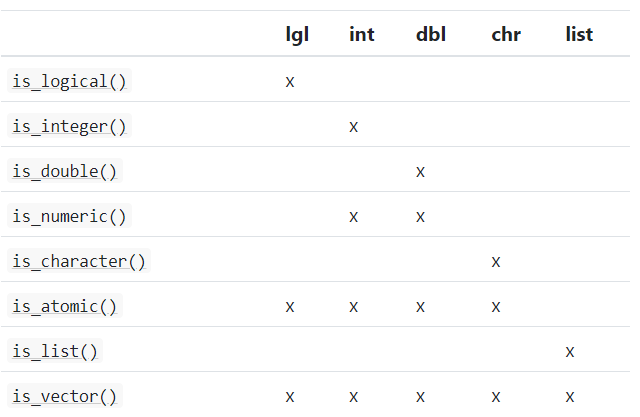 lgl int dbl chr list
is_logical() x
is_integer() x
is_double() x
is_numeric() x x
is_character() x
is_atomic() x x x x
is_list() x
is_vector() x x x x x